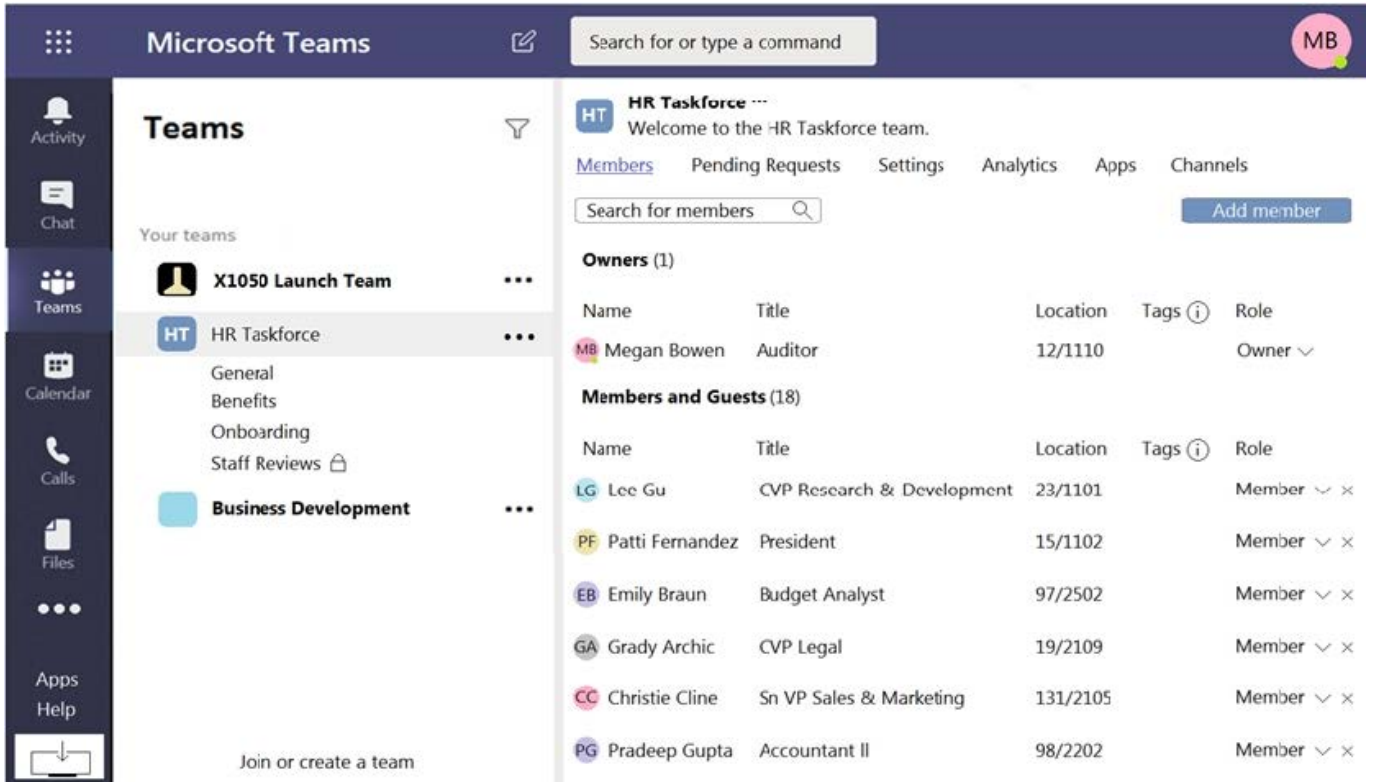 Microsoft Teams
Search for or type a command
MB
Activity
Chat
Teams
Calendar
Calls
Files
Apps
Help
Teams
Your teams
X1050 Launch Team
HT HR Taskforce
General
Benefits
Onboarding
Staff Reviews
Business Development
Join or create a team
HT
HR Taskforce ...
Welcome to the HR Taskforce team.
Members Pending Requests Settings Analytics Apps Channels
Search for members
Add member
Owners (1)
Name Title Location Tags i Role
MB Megan Bowen Auditor 12/1110 Owner
Members and Guests (18)
Name Title Location Tags i Role
LG Lee Gu CVP Research & Development 23/1101 Member
PF Patti Fernandez President 15/1102 Member
EB Emily Braun Budget Analyst 97/2502 Member
GA Grady Archic CVP Legal 19/2109 Member
CC Christie Cline Sn VP Sales & Marketing 131/2105 Member
PG Pradeep Gupta Accountant II 98/2202 Member